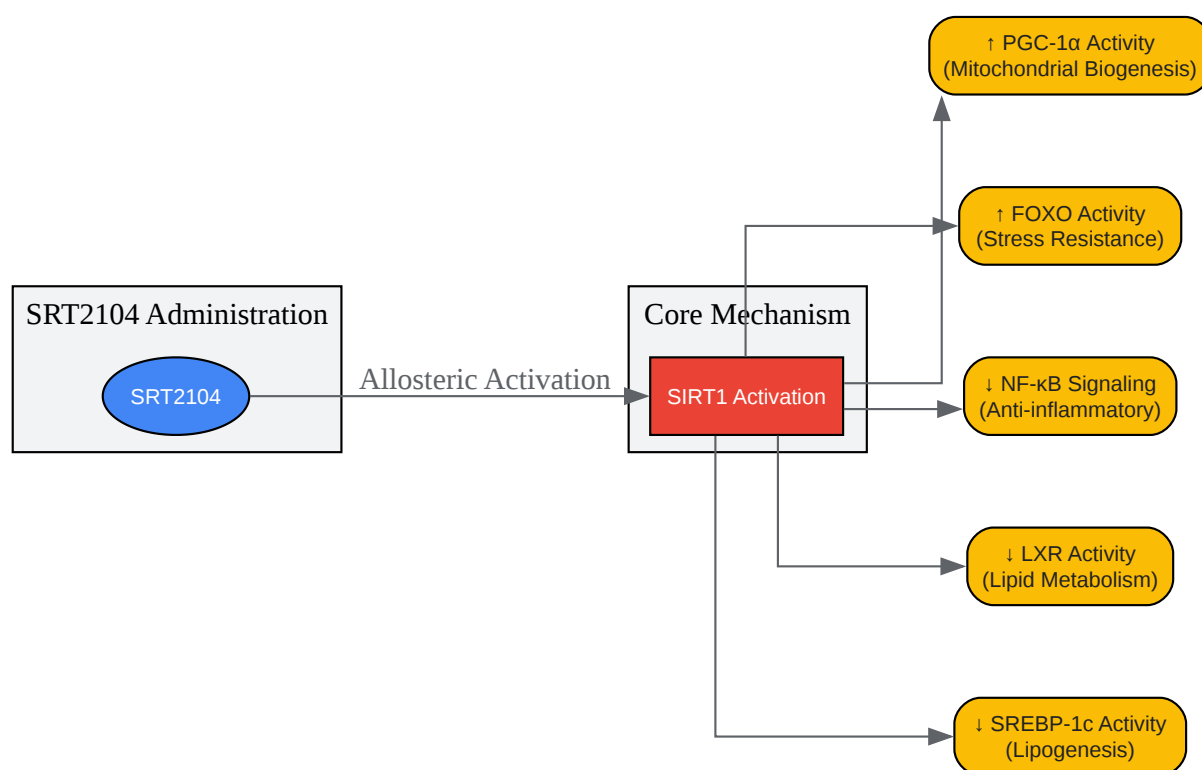 ↑ PGC-1α Activity
(Mitochondrial Biogenesis)
↑ FOXO Activity
(Stress Resistance)
SRT2104 Administration
Core Mechanism
Allosteric Activation
SRT2104
SIRT1 Activation
↓ NF-κB Signaling
(Anti-inflammatory)
↓ LXR Activity
(Lipid Metabolism)
↓ SREBP-1c Activity
(Lipogenesis)